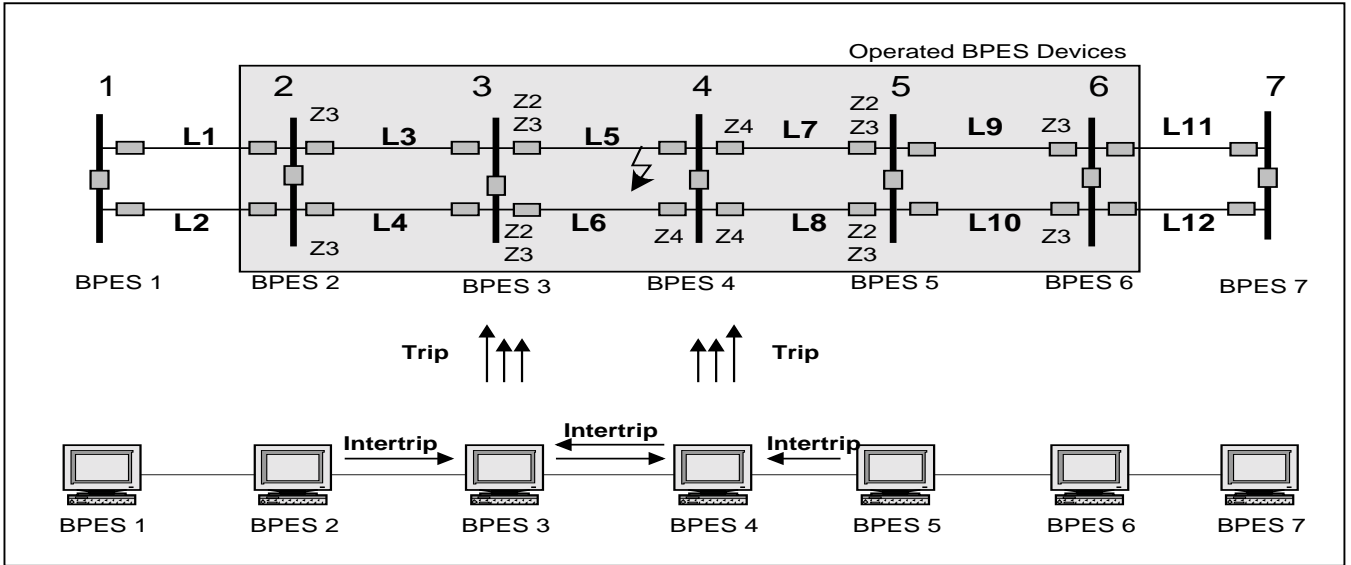 Operated BPES Devices
1 2 3 4 5 6 7
Z3 Z2 Z4 Z2 Z3
Z3 Z3
L1 L3 L5 L7 L9 L11
L2 L4 L6 L8 L10 L12
Z3 Z2 Z4 Z4 Z2 Z3
Z3 Z3
BPES 1 BPES 2 BPES 3 BPES 4 BPES 5 BPES 6 BPES 7
Trip Trip
Intertrip Intertrip Intertrip
BPES 1 BPES 2 BPES 3 BPES 4 BPES 5 BPES 6 BPES 7